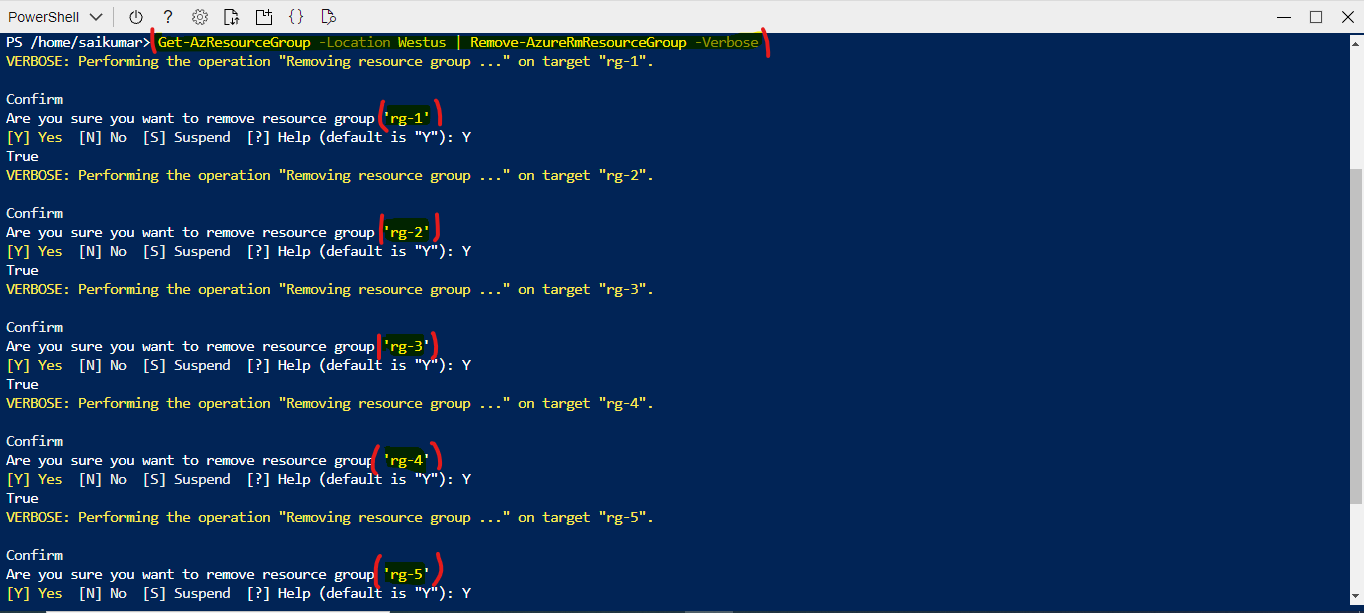 PowerShell
PS /home/saikumar> Get-AzResourceGroup -Location Westus | Remove-AzureRmResourceGroup -Verbose
VERBOSE: Performing the operation "Removing resource group ..." on target "rg-1".
Confirm
Are you sure you want to remove resource group 'rg-1'
[Y] Yes  [N] No  [S] Suspend  [?] Help (default is "Y"): Y
True
VERBOSE: Performing the operation "Removing resource group ..." on target "rg-2".
Confirm
Are you sure you want to remove resource group 'rg-2'
[Y] Yes  [N] No  [S] Suspend  [?] Help (default is "Y"): Y
True
VERBOSE: Performing the operation "Removing resource group ..." on target "rg-3".
Confirm
Are you sure you want to remove resource group 'rg-3'
[Y] Yes  [N] No  [S] Suspend  [?] Help (default is "Y"): Y
True
VERBOSE: Performing the operation "Removing resource group ..." on target "rg-4".
Confirm
Are you sure you want to remove resource group 'rg-4'
[Y] Yes  [N] No  [S] Suspend  [?] Help (default is "Y"): Y
True
VERBOSE: Performing the operation "Removing resource group ..." on target "rg-5".
Confirm
Are you sure you want to remove resource group 'rg-5'
[Y] Yes  [N] No  [S] Suspend  [?] Help (default is "Y"): Y